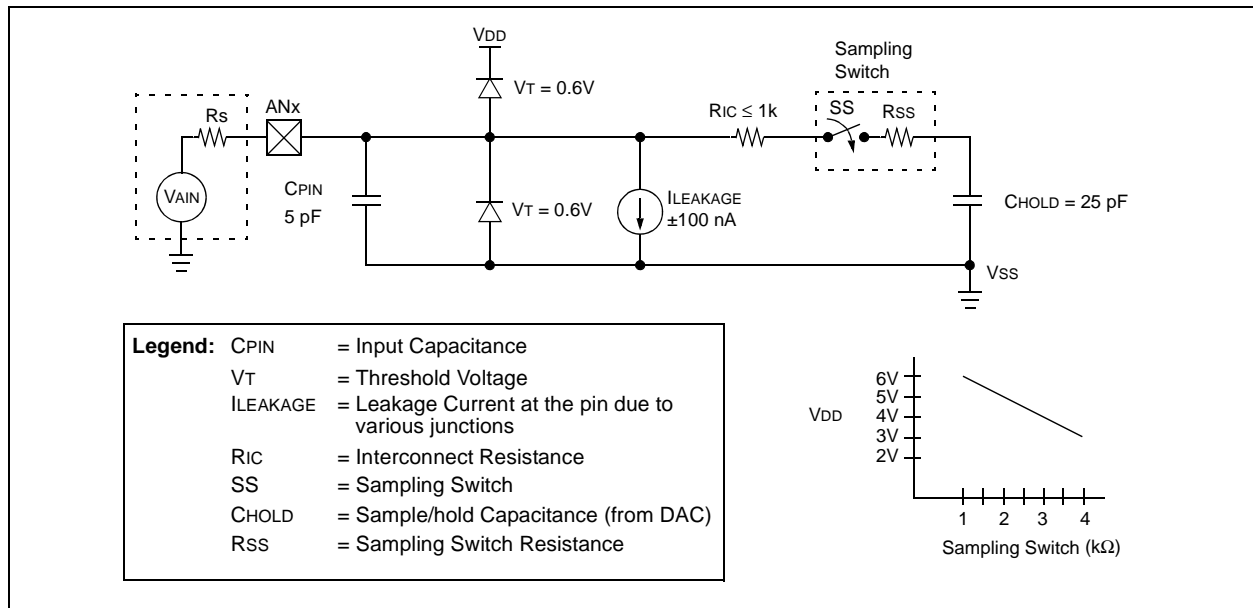 VDD
Sampling
Switch
VT = 0.6V
ANx
RS
RIC ≤ 1k
SS
RSS
VAIN
CPIN
5 pF
VT = 0.6V
ILEAKAGE
±100 nA
CHOLD = 25 pF
VSS
Legend: CPIN = Input Capacitance
VT = Threshold Voltage
ILEAKAGE = Leakage Current at the pin due to
various junctions
RIC = Interconnect Resistance
SS = Sampling Switch
CHOLD = Sample/hold Capacitance (from DAC)
RSS = Sampling Switch Resistance
VDD
6V
5V
4V
3V
2V
1 2 3 4
Sampling Switch (kΩ)